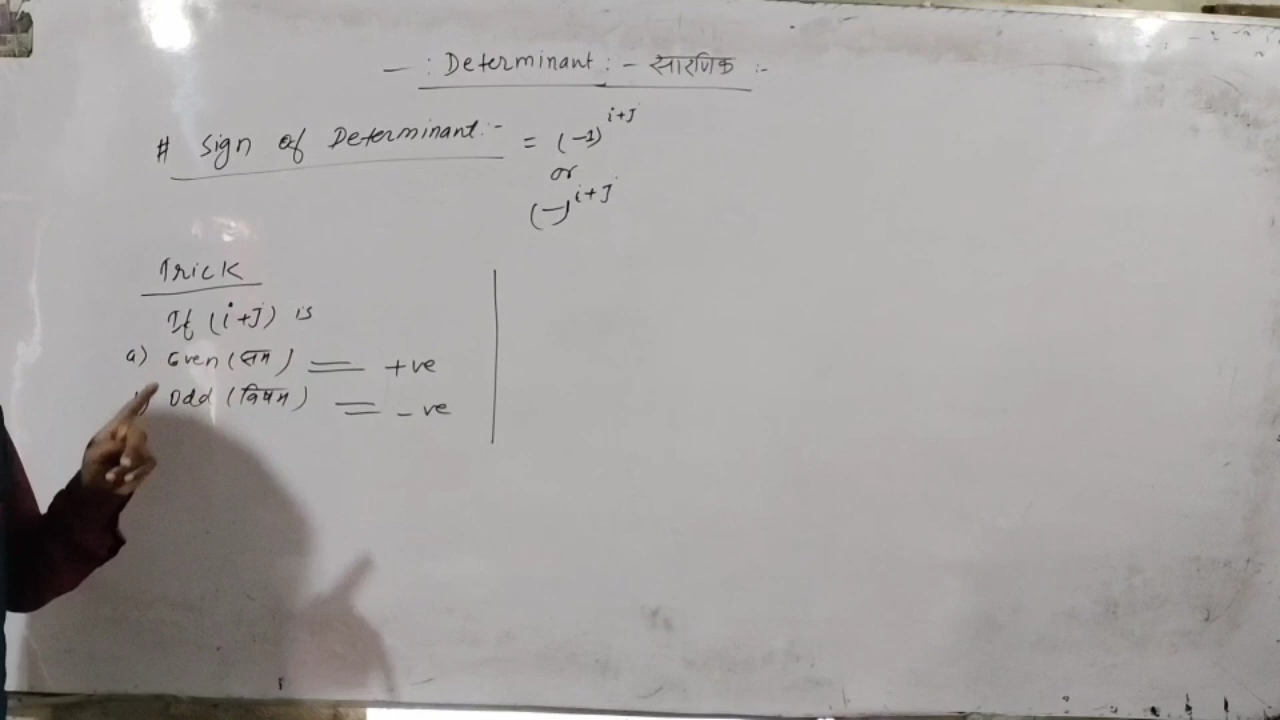 — : Determinant : - सारणिक :-
# Sign of Determinant:- = (-1)^{i+J}
or
(-)^{i+J}
Trick
If (i+J) is
a) Even (सम) = +ve
Odd (विषम) = -ve